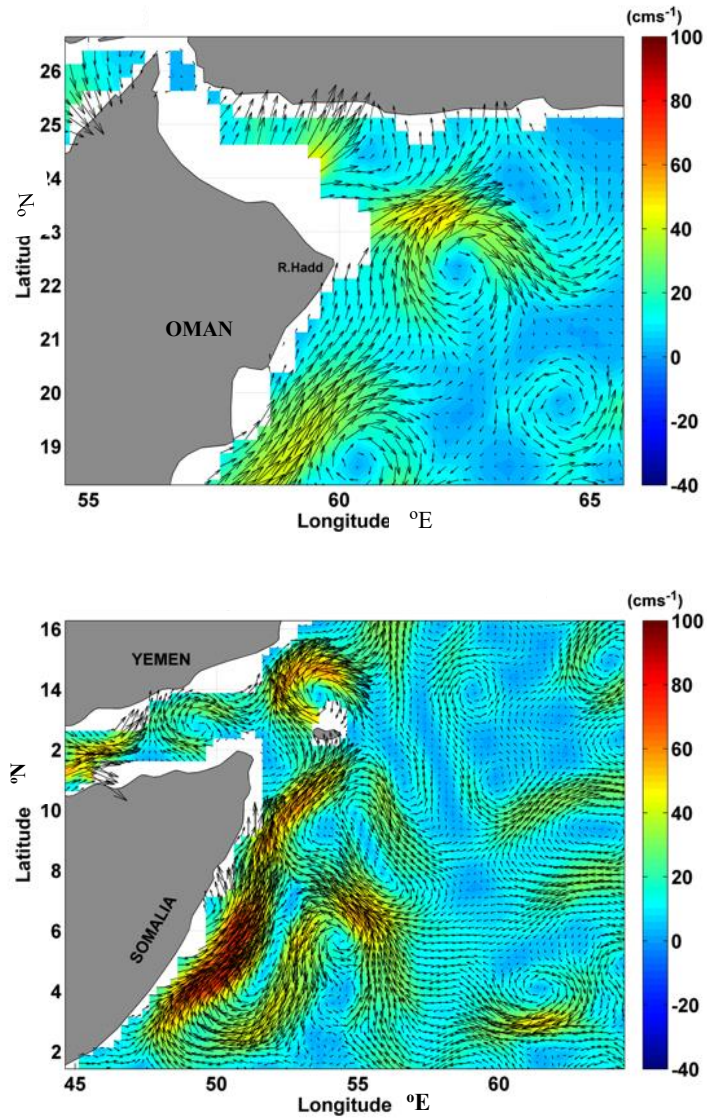 (cms⁻¹)
100
80
60
40
20
0
-20
-40
26
25
24
23
22
21
20
19
Latitud °N
R.Hadd
OMAN
55 60 65
Longitude °E
(cms⁻¹)
100
80
60
40
20
0
-20
-40
16
14
2
10
8
6
4
2
Latitude °N
YEMEN
SOMALIA
45 50 55 60
Longitude °E